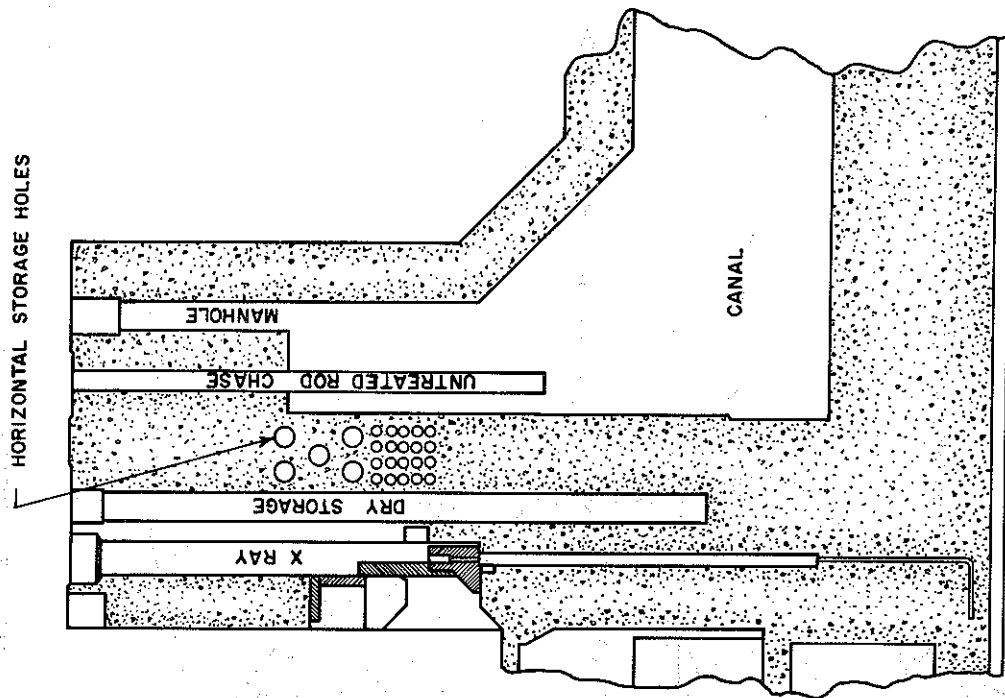 HORIZONTAL STORAGE HOLES
MANHOLE
UNTREATED ROD CHASE
CANAL
DRY STORAGE
X RAY